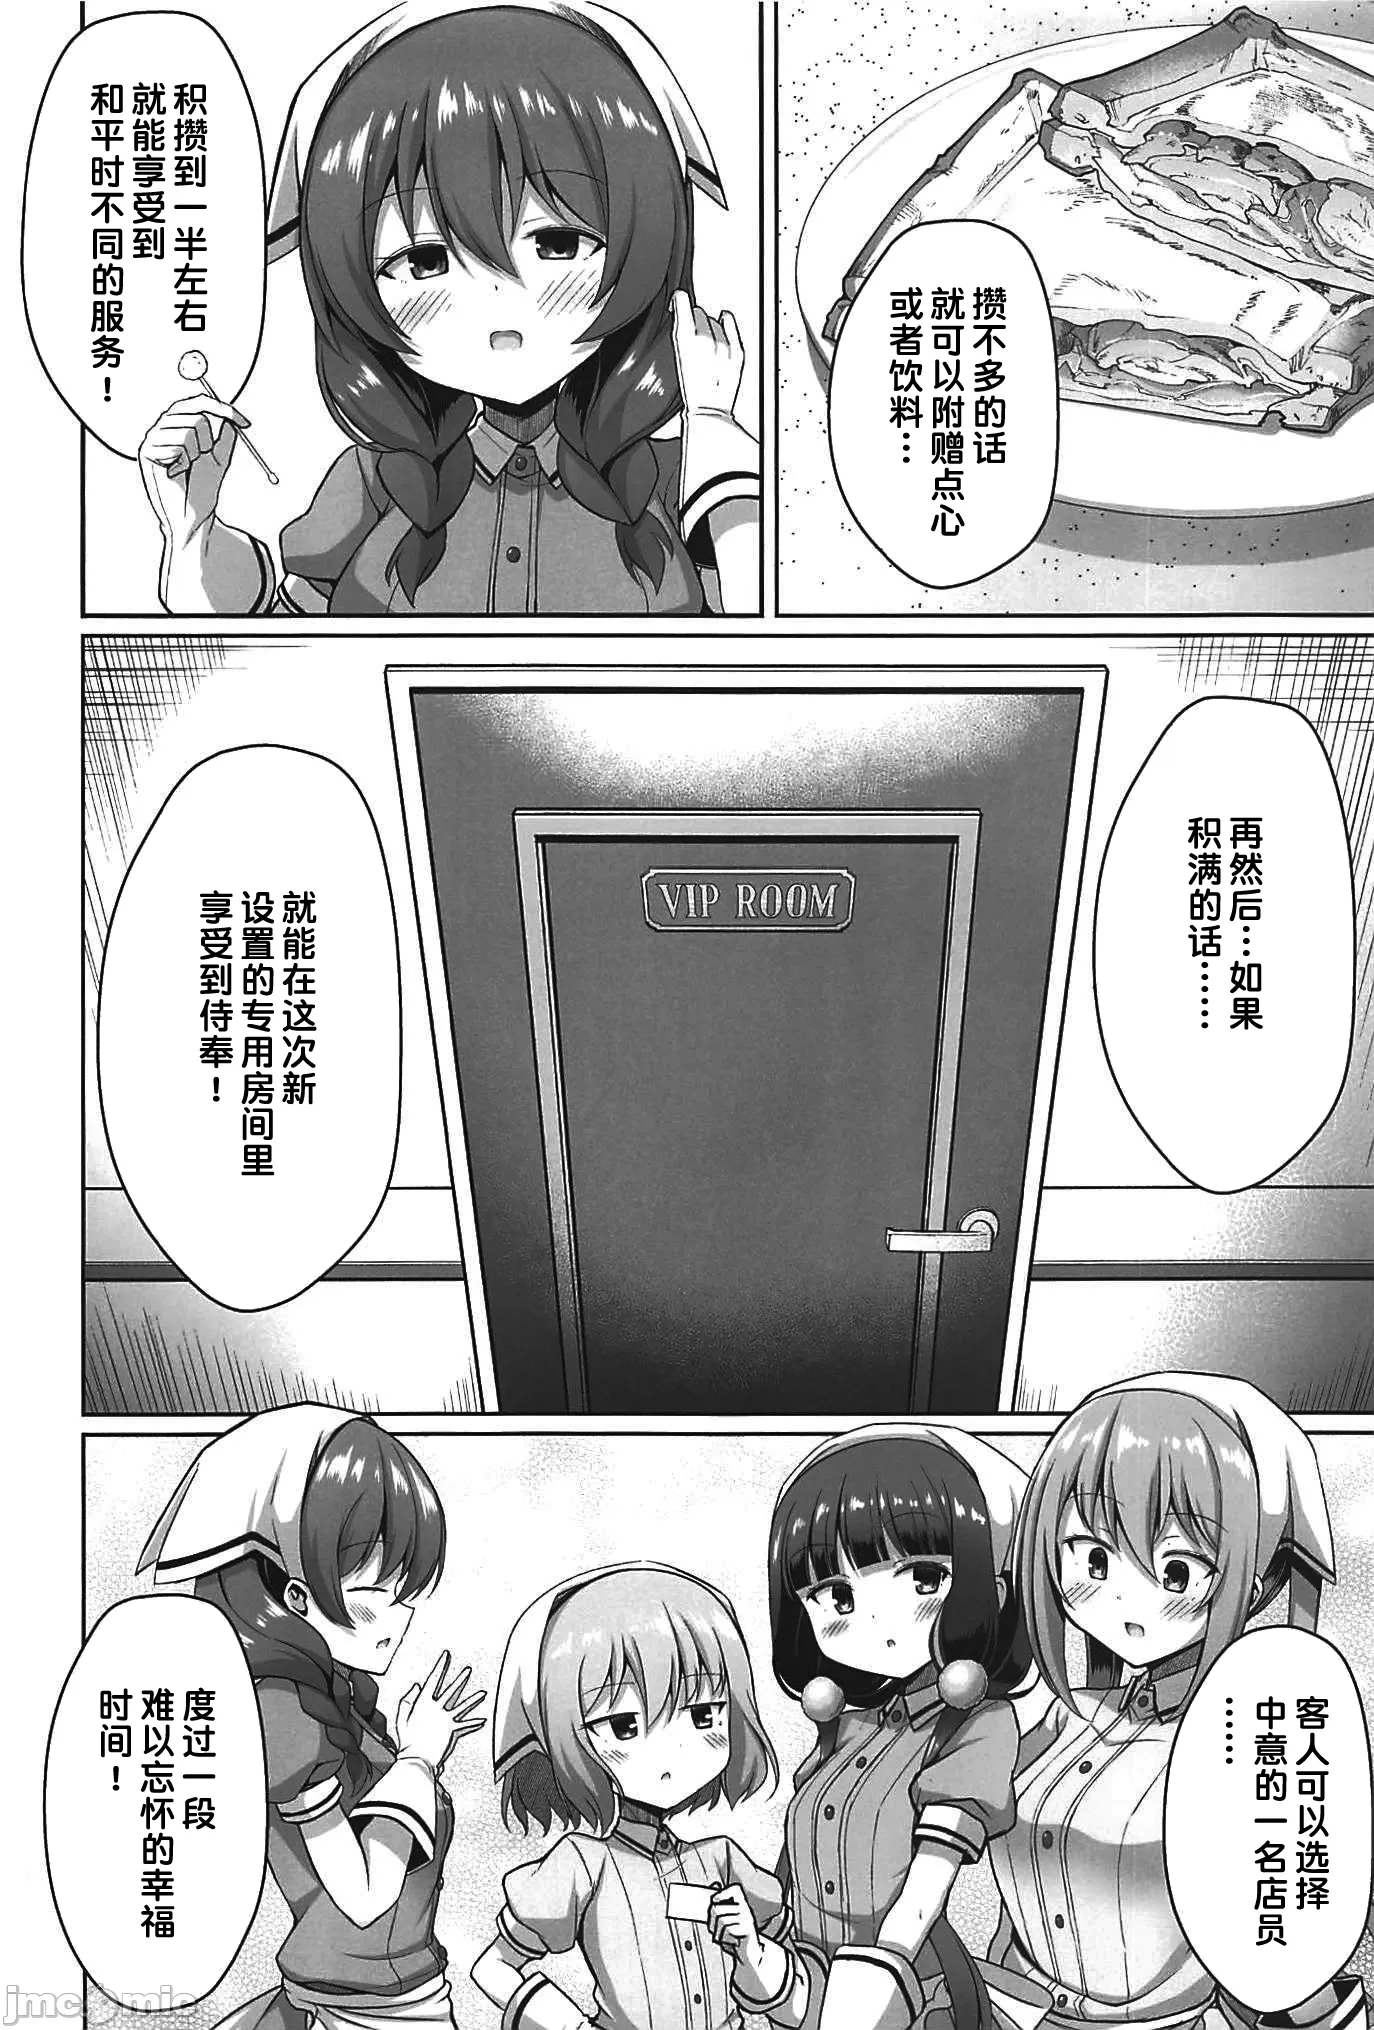 攒不多的话
就可以附赠点心
或者饮料…
积攒到一半左右
就能享受到
和平时不同的服务！
再然后…如果
积满的话……
VIP ROOM
就能在这次新
设置的专用房间里
享受到侍奉！
客人可以选择
中意的一名店员
……
度过一段
难以忘怀的幸福
时间！
jmcomic